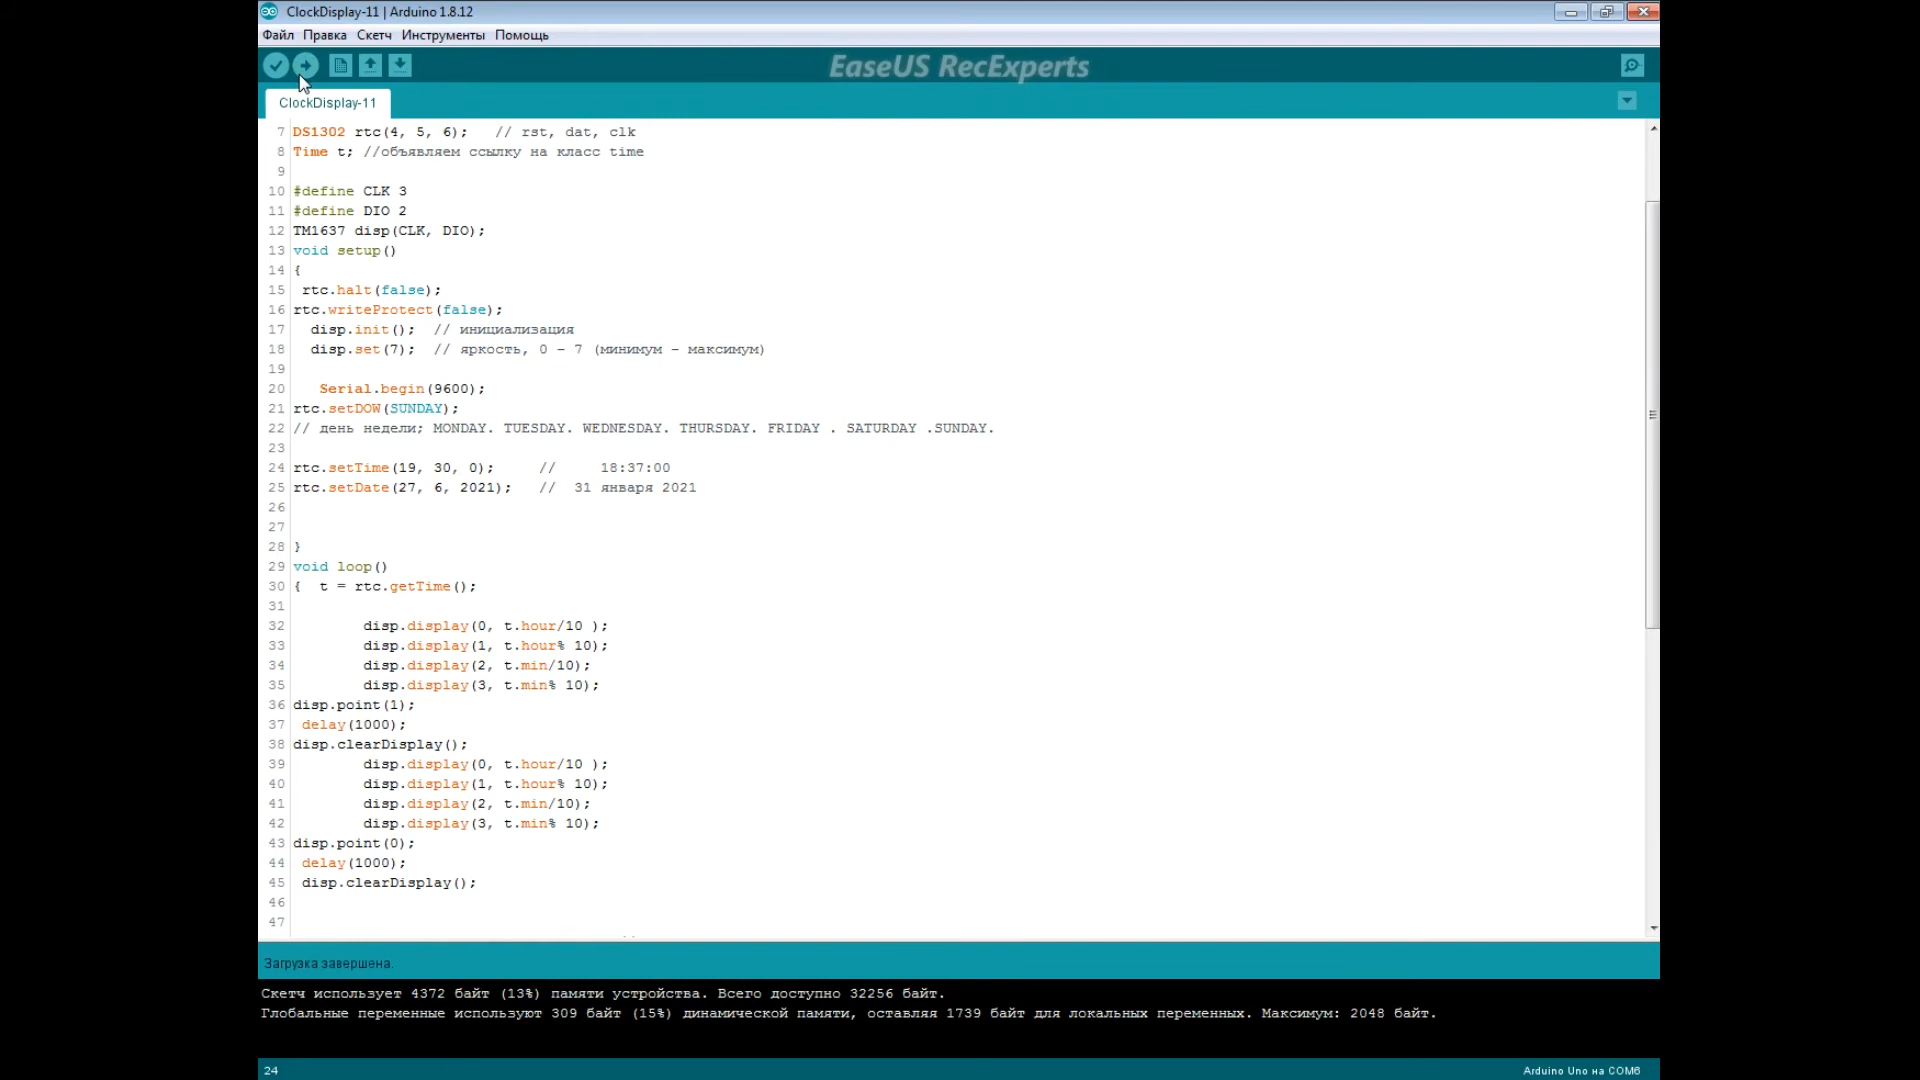 ClockDisplay-11 | Arduino 1.8.12
Файл Правка Скетч Инструменты Помощь
EaseUS RecExperts
ClockDisplay-11
7 DS1302 rtc(4, 5, 6);   // rst, dat, clk
8 Time t; //объявляем ссылку на класс time
9
10 #define CLK 3
11 #define DIO 2
12 TM1637 disp(CLK, DIO);
13 void setup()
14 {
15  rtc.halt(false);
16 rtc.writeProtect(false);
17   disp.init();  // инициализация
18   disp.set(7);  // яркость, 0 - 7 (минимум - максимум)
19
20    Serial.begin(9600);
21 rtc.setDOW(SUNDAY);
22 // день недели; MONDAY. TUESDAY. WEDNESDAY. THURSDAY. FRIDAY . SATURDAY .SUNDAY.
23
24 rtc.setTime(19, 30, 0);     //     18:37:00
25 rtc.setDate(27, 6, 2021);   //  31 января 2021
26
27
28 }
29 void loop()
30 {  t = rtc.getTime();
31
32         disp.display(0, t.hour/10 );
33         disp.display(1, t.hour% 10);
34         disp.display(2, t.min/10);
35         disp.display(3, t.min% 10);
36 disp.point(1);
37  delay(1000);
38 disp.clearDisplay();
39         disp.display(0, t.hour/10 );
40         disp.display(1, t.hour% 10);
41         disp.display(2, t.min/10);
42         disp.display(3, t.min% 10);
43 disp.point(0);
44  delay(1000);
45  disp.clearDisplay();
46
47
Загрузка завершена.
Скетч использует 4372 байт (13%) памяти устройства. Всего доступно 32256 байт.
Глобальные переменные используют 309 байт (15%) динамической памяти, оставляя 1739 байт для локальных переменных. Максимум: 2048 байт.
24 Arduino Uno на COM6